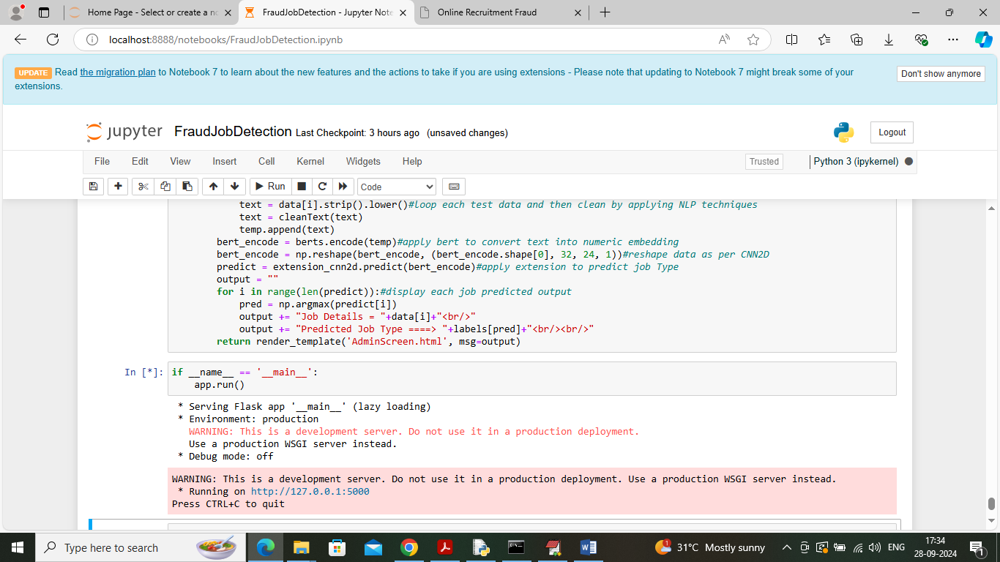 Home Page - Select or create a no
FraudJobDetection - Jupyter Note
Online Recruitment Fraud
localhost:8888/notebooks/FraudJobDetection.ipynb
UPDATE Read the migration plan to Notebook 7 to learn about the new features and the actions to take if you are using extensions - Please note that updating to Notebook 7 might break some of your
extensions.
Don't show anymore
jupyter FraudJobDetection Last Checkpoint: 3 hours ago (unsaved changes)
Logout
File Edit View Insert Cell Kernel Widgets Help
Trusted
Python 3 (ipykernel)
Run
Code
text = data[i].strip().lower()#loop each test data and then clean by applying NLP techniques
text = cleanText(text)
temp.append(text)
bert_encode = berts.encode(temp)#apply bert to convert text into numeric embedding
bert_encode = np.reshape(bert_encode, (bert_encode.shape[0], 32, 24, 1))#reshape data as per CNN2D
predict = extension_cnn2d.predict(bert_encode)#apply extension to predict job Type
output = ""
for i in range(len(predict)):#display each job predicted output
pred = np.argmax(predict[i])
output += "Job Details = "+data[i]+"<br/>"
output += "Predicted Job Type ====> "+labels[pred]+"<br/><br/>"
return render_template('AdminScreen.html', msg=output)
In [*]: if __name__ == '__main__':
app.run()
* Serving Flask app '__main__' (lazy loading)
* Environment: production
WARNING: This is a development server. Do not use it in a production deployment.
Use a production WSGI server instead.
* Debug mode: off
WARNING: This is a development server. Do not use it in a production deployment. Use a production WSGI server instead.
* Running on http://127.0.0.1:5000
Press CTRL+C to quit
Type here to search
31°C Mostly sunny
ENG
17:34
28-09-2024